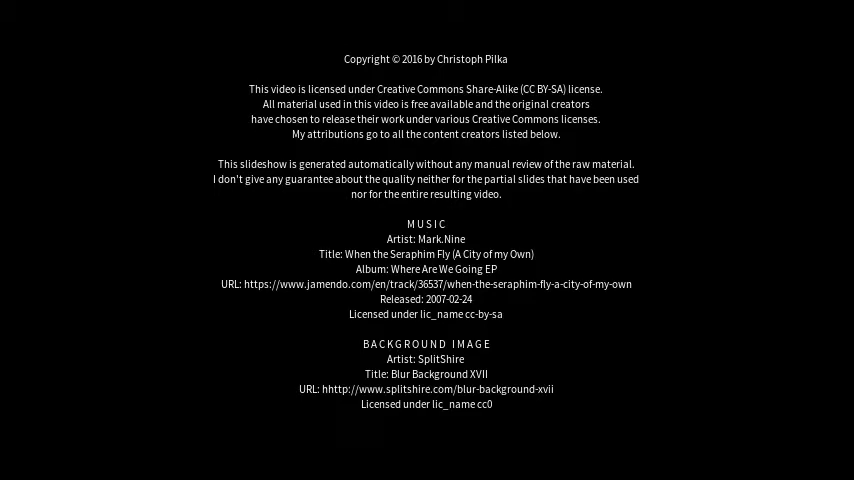 Copyright © 2016 by Christoph Pilka
This video is licensed under Creative Commons Share-Alike (CC BY-SA) license.
All material used in this video is free available and the original creators
have chosen to release their work under various Creative Commons licenses.
My attributions go to all the content creators listed below.
This slideshow is generated automatically without any manual review of the raw material.
I don't give any guarantee about the quality neither for the partial slides that have been used
nor for the entire resulting video.
MUSIC
Artist: Mark.Nine
Title: When the Seraphim Fly (A City of my Own)
Album: Where Are We Going EP
URL: https://www.jamendo.com/en/track/36537/when-the-seraphim-fly-a-city-of-my-own
Released: 2007-02-24
Licensed under lic_name cc-by-sa
BACKGROUND IMAGE
Artist: SplitShire
Title: Blur Background XVII
URL: hhttp://www.splitshire.com/blur-background-xvii
Licensed under lic_name cc0